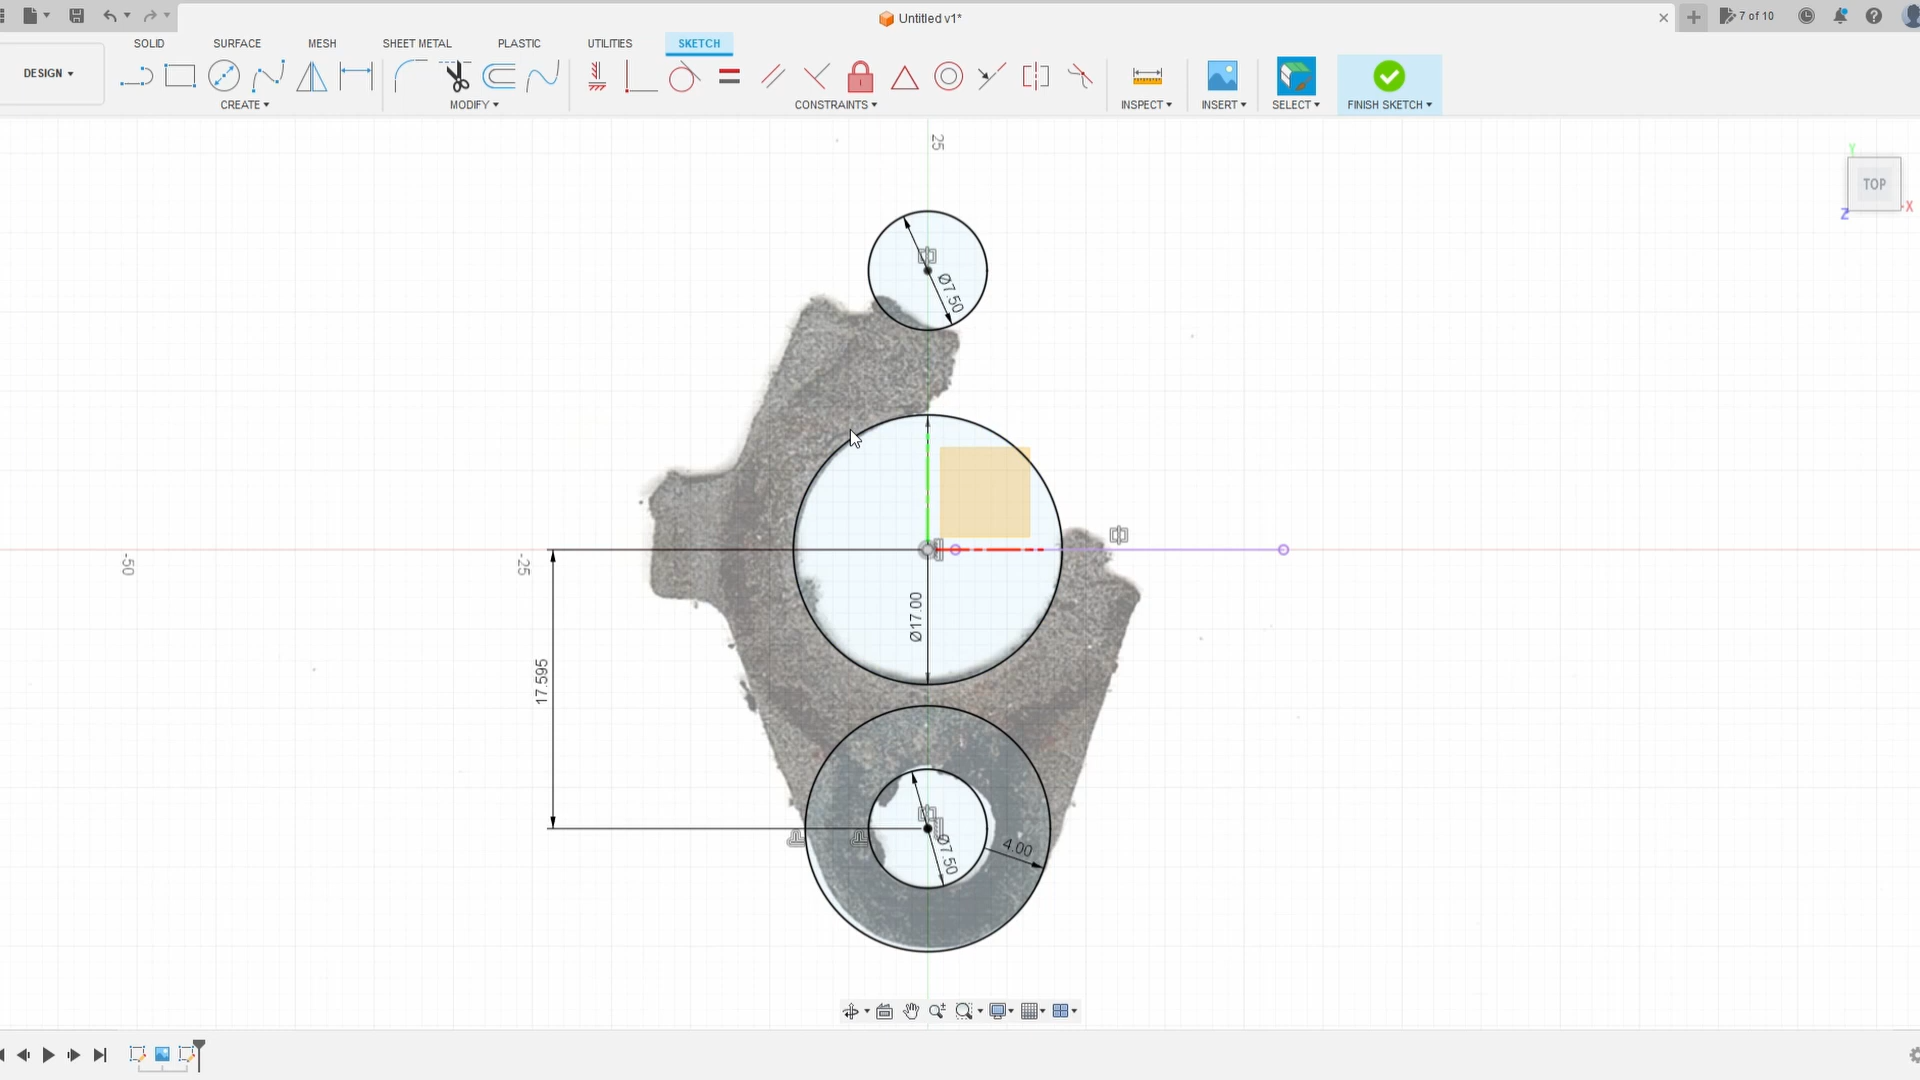 Untitled v1*
7 of 10
SOLID
SURFACE
MESH
SHEET METAL
PLASTIC
UTILITIES
SKETCH
DESIGN
CREATE
MODIFY
CONSTRAINTS
INSPECT
INSERT
SELECT
FINISH SKETCH
25
Y
TOP
X
Z
Ø7.50
-50
-25
Ø17.00
17.595
Ø7.50
4.00